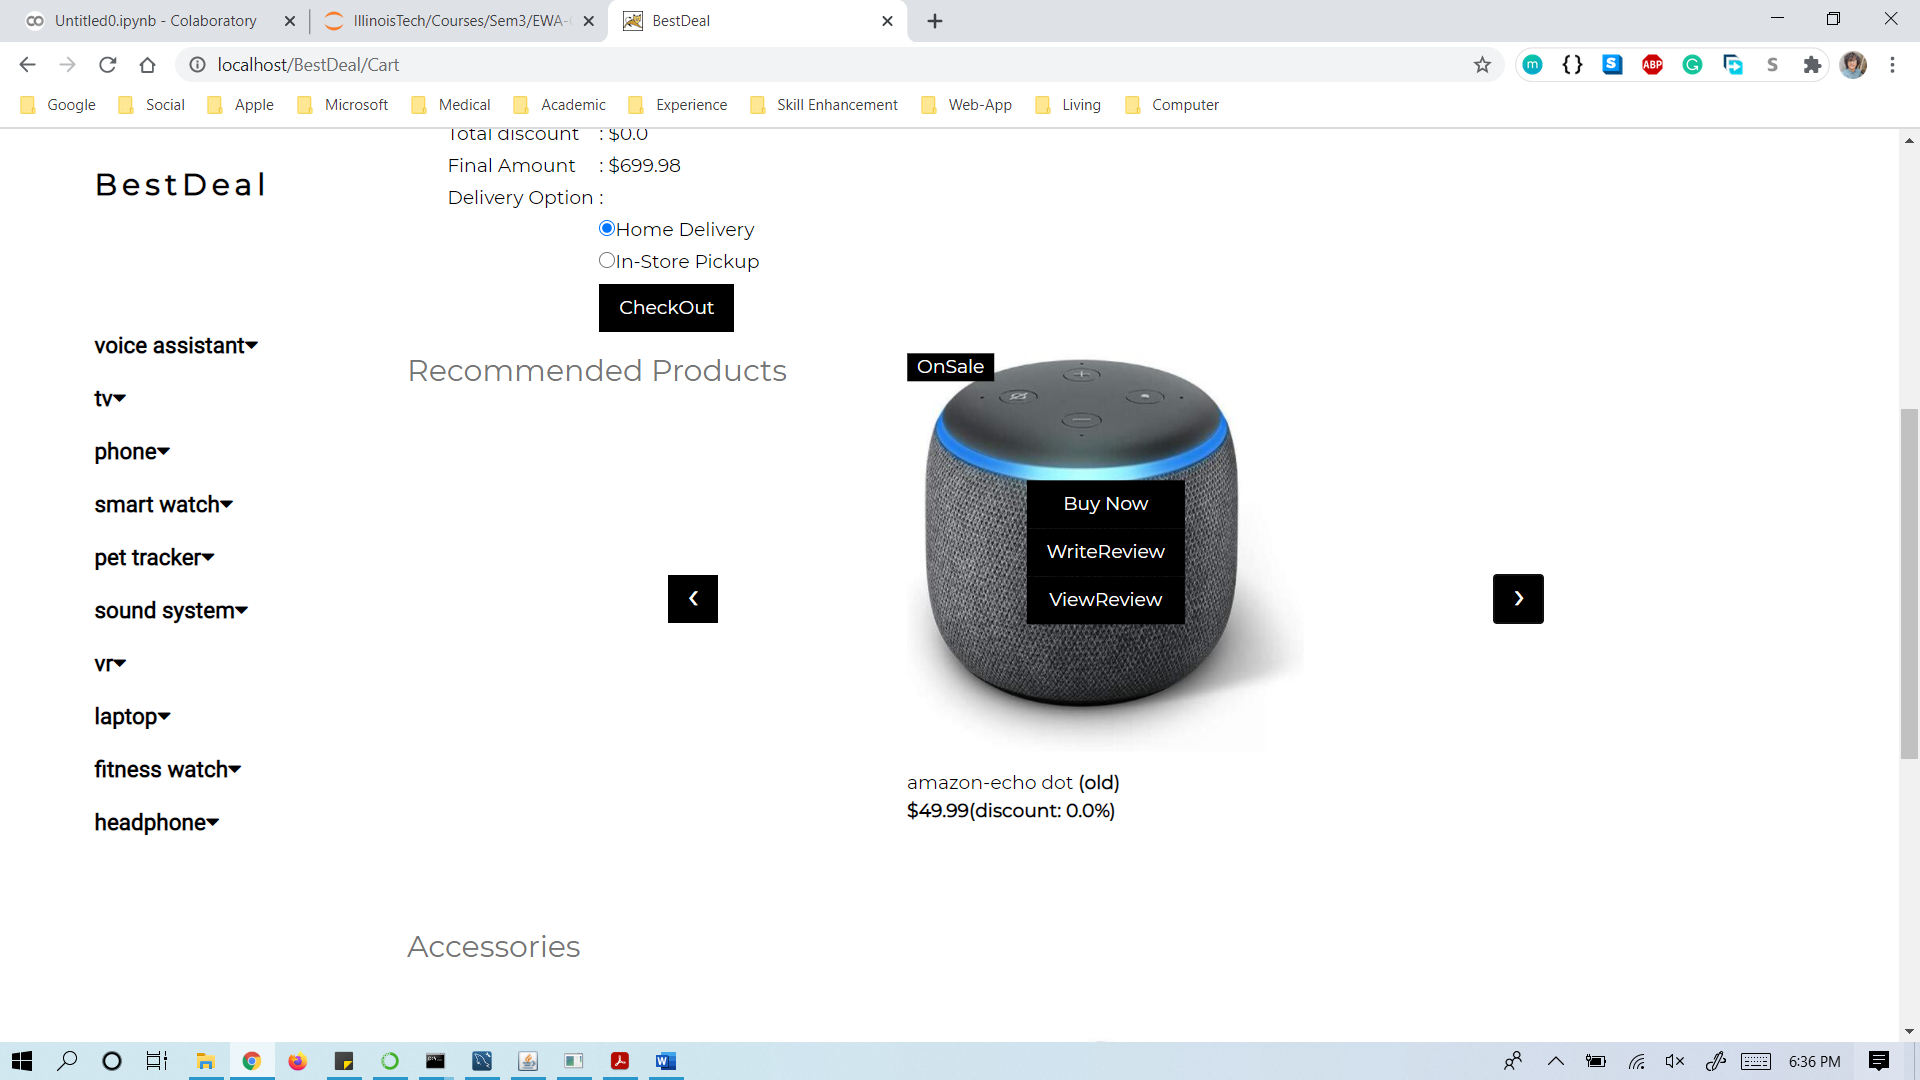 Untitled0.ipynb - Colaboratory
IllinoisTech/Courses/Sem3/EWA-
BestDeal
localhost/BestDeal/Cart
Google
Social
Apple
Microsoft
Medical
Academic
Experience
Skill Enhancement
Web-App
Living
Computer
Total discount : $0.0
Final Amount : $699.98
Delivery Option :
Home Delivery
In-Store Pickup
CheckOut
BestDeal
voice assistant
tv
phone
smart watch
pet tracker
sound system
vr
laptop
fitness watch
headphone
Recommended Products
OnSale
Buy Now
WriteReview
ViewReview
‹
›
amazon-echo dot (old)
$49.99(discount: 0.0%)
Accessories
m
{}
S
ABP
G
S
6:36 PM